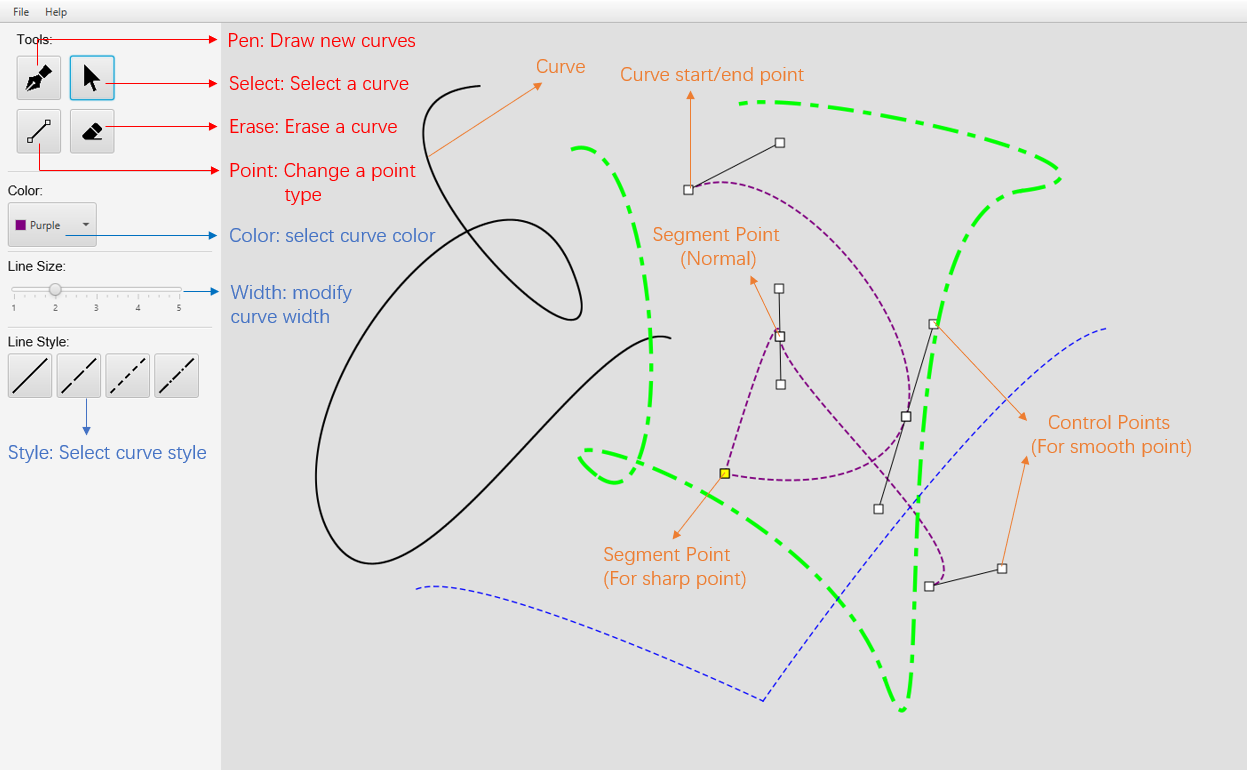 File Help
Tools:
Pen: Draw new curves
Select: Select a curve
Erase: Erase a curve
Point: Change a point
type
Color:
Purple
Color: select curve color
Line Size:
1 2 3 4 5
Width: modify
curve width
Line Style:
Style: Select curve style
Curve
Curve start/end point
Segment Point
(Normal)
Control Points
(For smooth point)
Segment Point
(For sharp point)